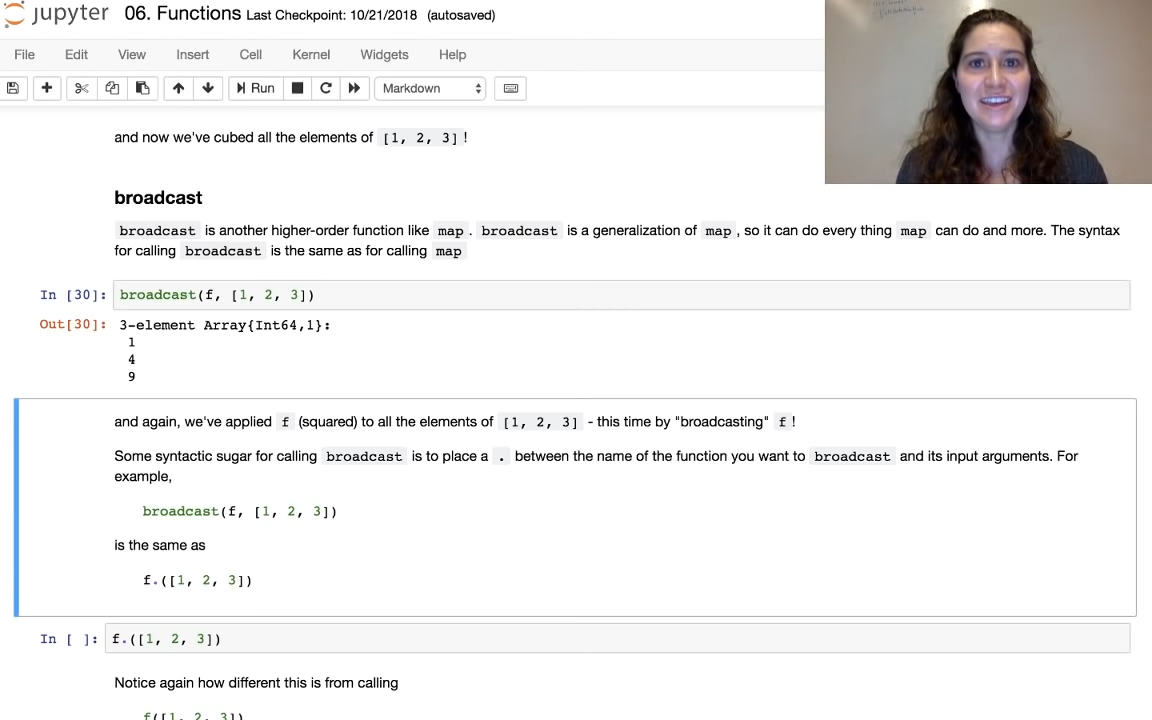 jupyter 06. Functions Last Checkpoint: 10/21/2018 (autosaved)
File Edit View Insert Cell Kernel Widgets Help
Run Markdown
and now we've cubed all the elements of [1, 2, 3] !
broadcast
broadcast is another higher-order function like map. broadcast is a generalization of map, so it can do every thing map can do and more. The syntax
for calling broadcast is the same as for calling map
In [30]: broadcast(f, [1, 2, 3])
Out[30]: 3-element Array{Int64,1}:
1
4
9
and again, we've applied f (squared) to all the elements of [1, 2, 3] - this time by "broadcasting" f !
Some syntactic sugar for calling broadcast is to place a . between the name of the function you want to broadcast and its input arguments. For
example,
broadcast(f, [1, 2, 3])
is the same as
f.([1, 2, 3])
In [ ]: f.([1, 2, 3])
Notice again how different this is from calling
f([1, 2, 3])